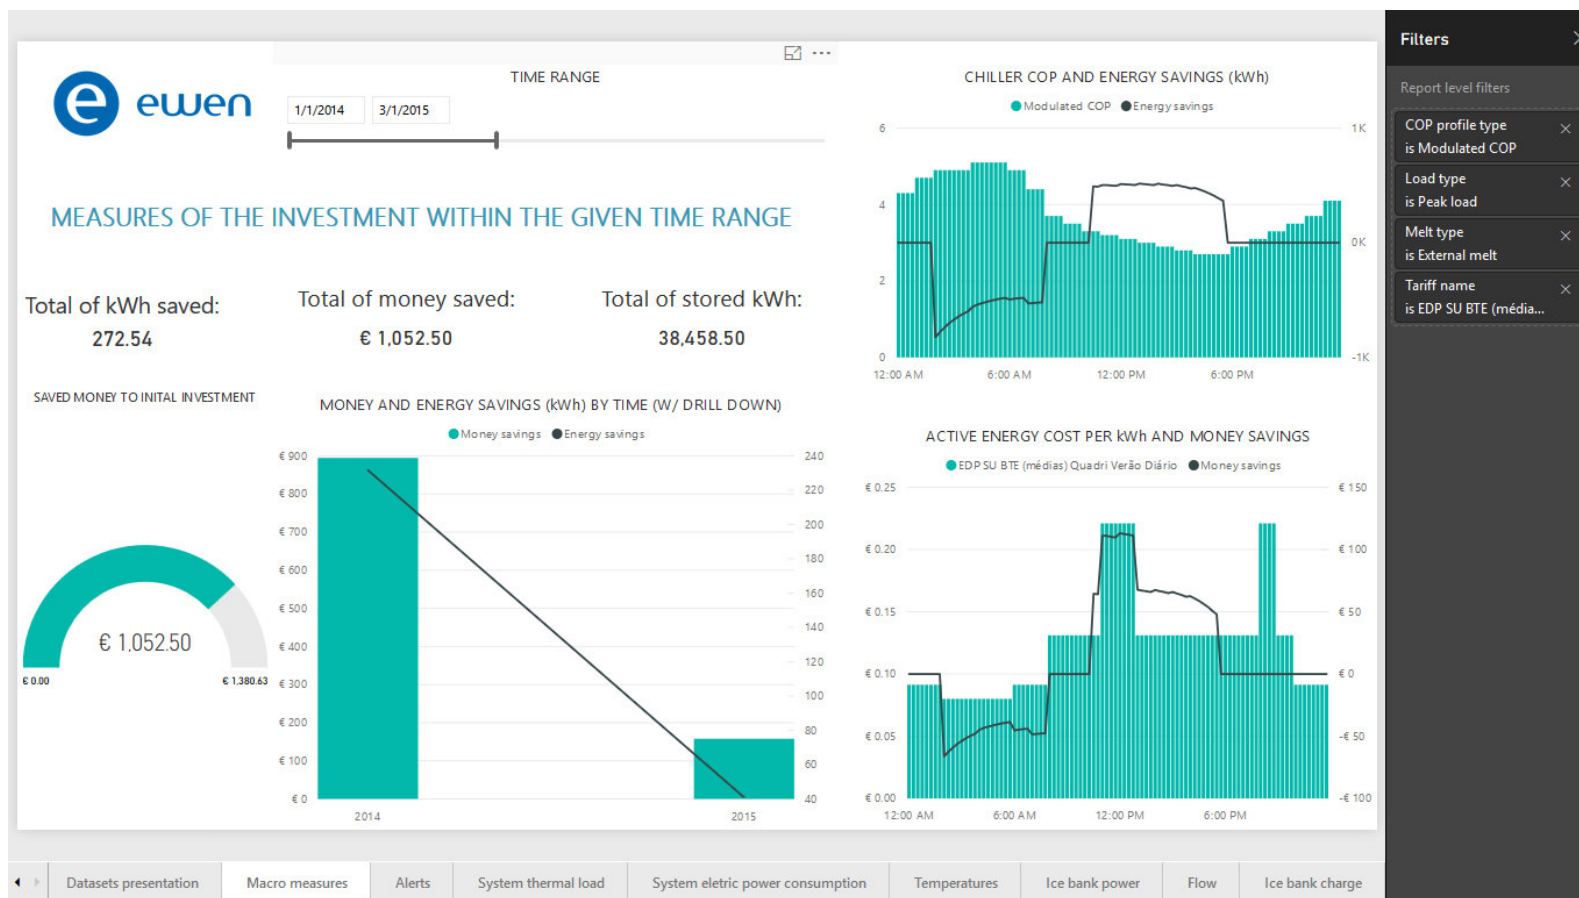 e ewen
TIME RANGE
1/1/2014 3/1/2015
MEASURES OF THE INVESTMENT WITHIN THE GIVEN TIME RANGE
Total of kWh saved:
272.54
Total of money saved:
€ 1,052.50
Total of stored kWh:
38,458.50
SAVED MONEY TO INITAL INVESTMENT
€ 1,052.50
€ 0.00
€ 1,380.63
MONEY AND ENERGY SAVINGS (kWh) BY TIME (W/ DRILL DOWN)
Money savings Energy savings
€ 900 240
€ 800 220
€ 700 200
€ 600 180
€ 500 160
€ 400 140
€ 300 120
€ 200 100
€ 100 80
€ 0 60
40
2014 2015
CHILLER COP AND ENERGY SAVINGS (kWh)
Modulated COP Energy savings
6 1K
4
0K
2
0 -1K
12:00 AM 6:00 AM 12:00 PM 6:00 PM
ACTIVE ENERGY COST PER kWh AND MONEY SAVINGS
EDP SU BTE (médias) Quadri Verão Diário Money savings
€ 0.25 € 150
€ 0.20 € 100
€ 0.15 € 50
€ 0.10 € 0
€ 0.05 -€ 50
€ 0.00 -€ 100
12:00 AM 6:00 AM 12:00 PM 6:00 PM
Filters
Report level filters
COP profile type
is Modulated COP
Load type
is Peak load
Melt type
is External melt
Tariff name
is EDP SU BTE (média...
Datasets presentation Macro measures Alerts System thermal load System eletric power consumption Temperatures Ice bank power Flow Ice bank charge